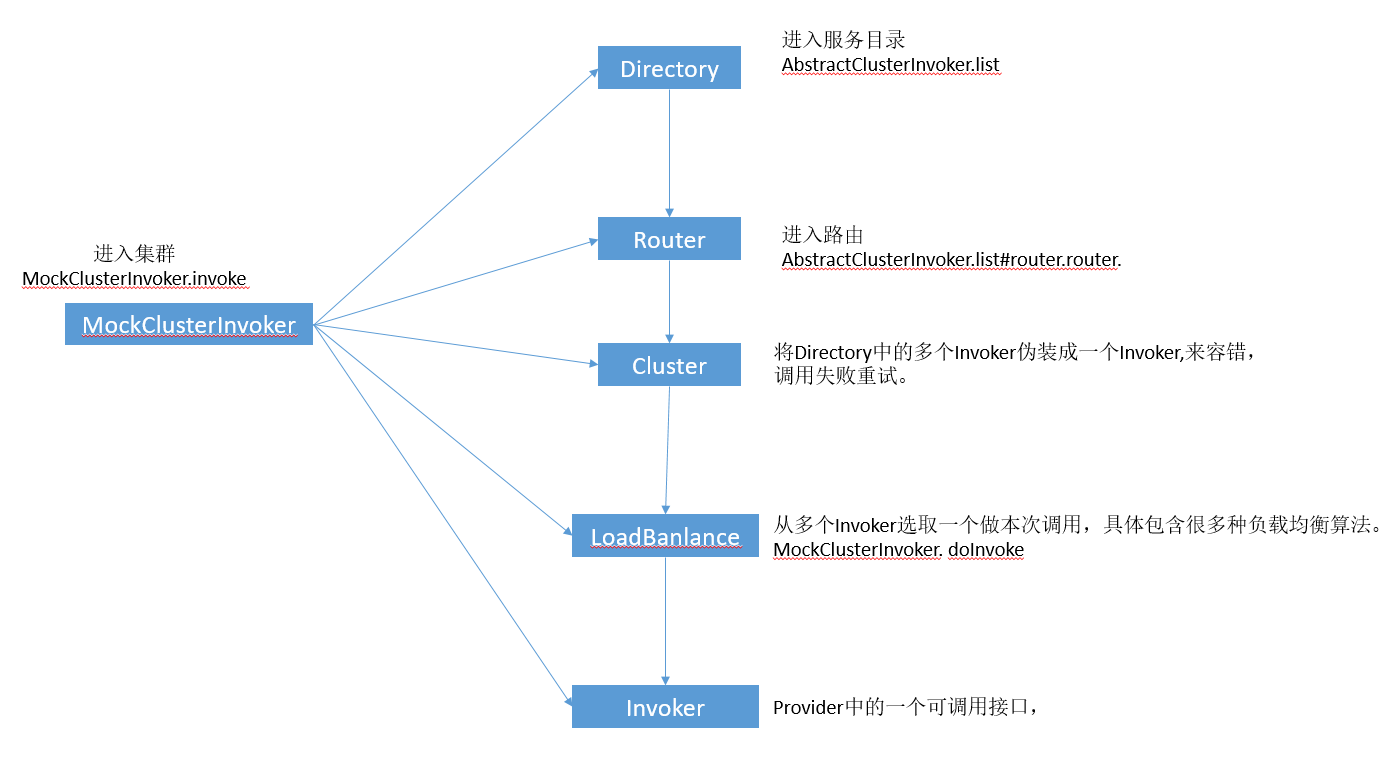 进入服务目录
AbstractClusterInvoker.list
Directory
进入路由
AbstractClusterInvoker.list#router.router.
Router
进入集群
MockClusterInvoker.invoke
MockClusterInvoker
将Directory中的多个Invoker伪装成一个Invoker,来容错，
调用失败重试。
Cluster
从多个Invoker选取一个做本次调用，具体包含很多种负载均衡算法。
MockClusterInvoker. doInvoke
LoadBanlance
Invoker
Provider中的一个可调用接口，